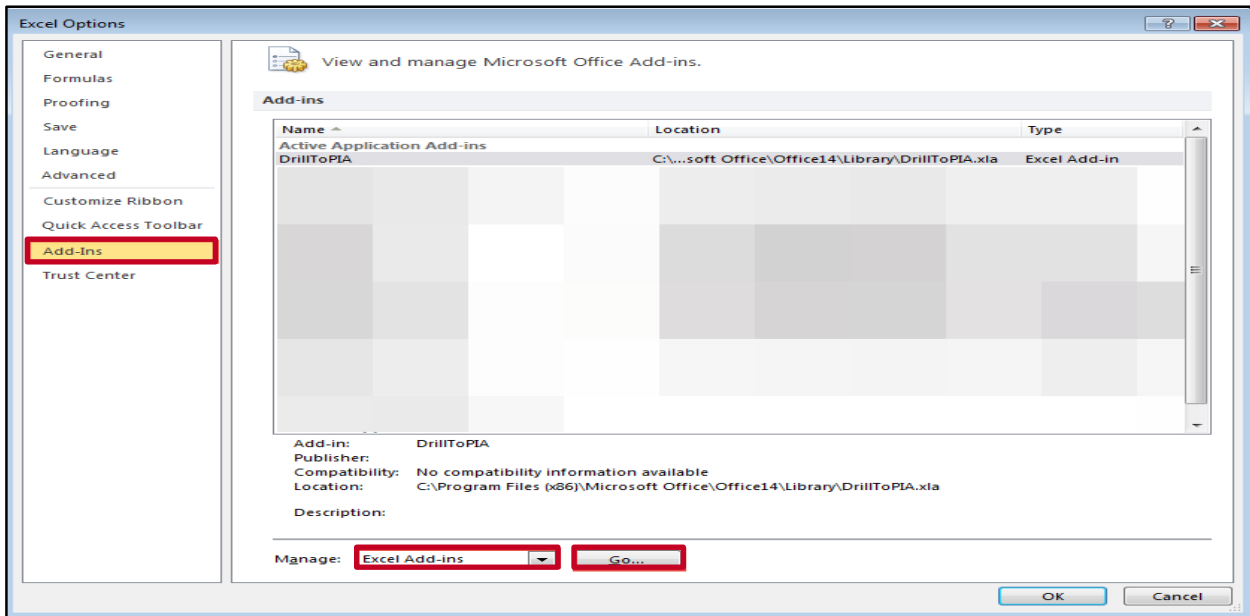 Excel Options
General
Formulas
Proofing
Save
Language
Advanced
Customize Ribbon
Quick Access Toolbar
Add-Ins
Trust Center
View and manage Microsoft Office Add-ins.
Add-ins
Name Location Type
Active Application Add-ins
DrillToPIA C:\...soft Office\Office14\Library\DrillToPIA.xla Excel Add-in
Add-in: DrillToPIA
Publisher:
Compatibility: No compatibility information available
Location: C:\Program Files (x86)\Microsoft Office\Office14\Library\DrillToPIA.xla
Description:
Manage: Excel Add-ins Go...
OK Cancel